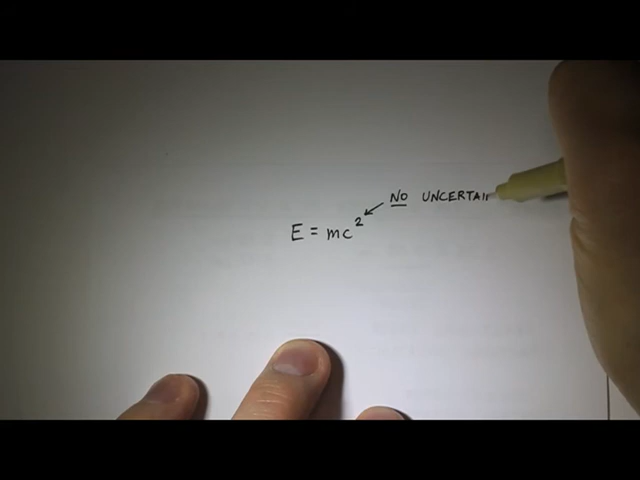 NO UNCERTAI
E = mc²